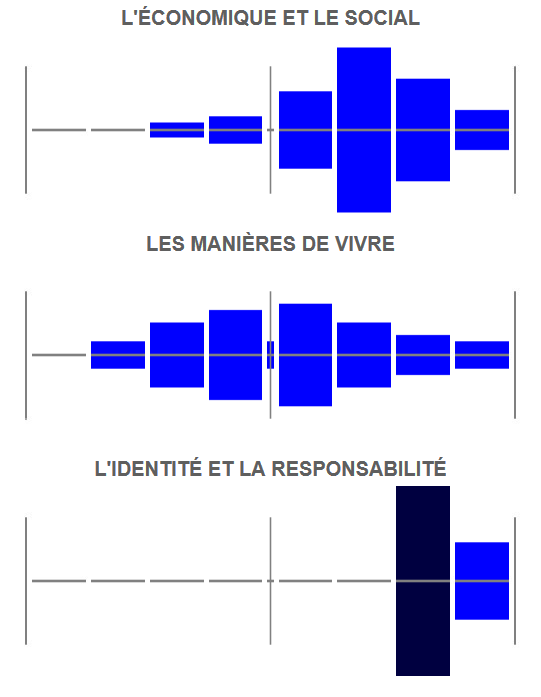 L'ÉCONOMIQUE ET LE SOCIAL
LES MANIÈRES DE VIVRE
L'IDENTITÉ ET LA RESPONSABILITÉ